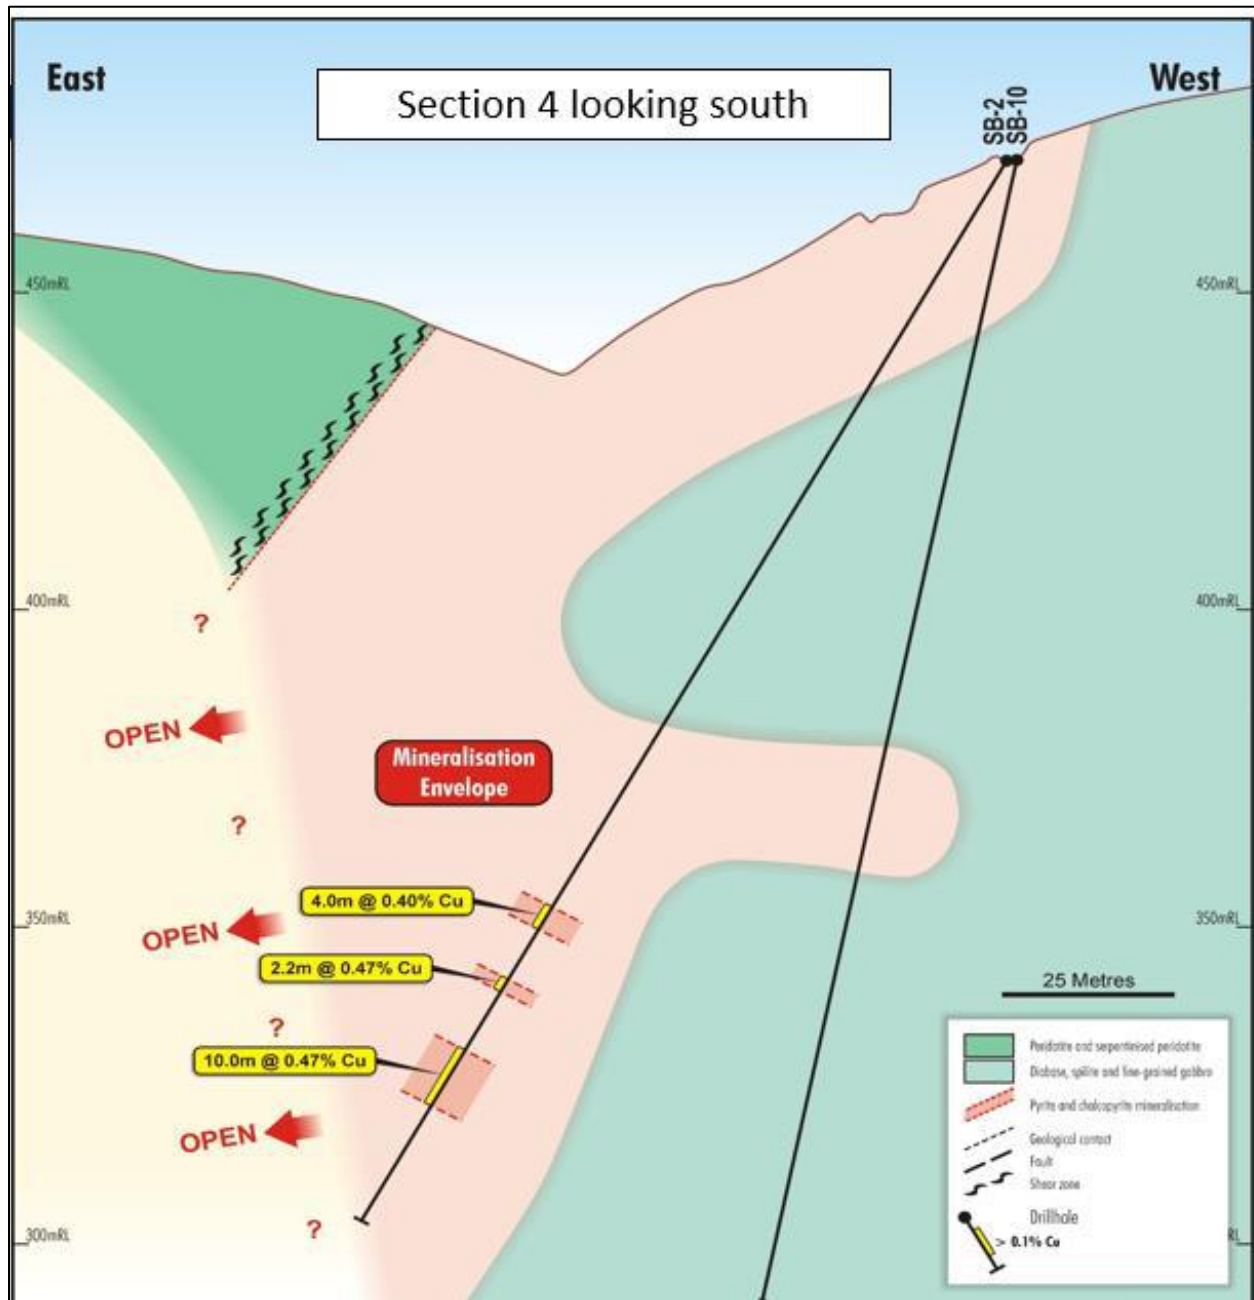 East
Section 4 looking south
West
SB-2
SB-10
450mRL
450mRL
400mRL
400mRL
?
OPEN
Mineralisation
Envelope
?
4.0m @ 0.40% Cu
350mRL
350mRL
OPEN
2.2m @ 0.47% Cu
25 Metres
?
10.0m @ 0.47% Cu
OPEN
?
300mRL
RL
Peridotite and serpentinised peridotite
Diabase, spilite and fine-grained gabbro
Pyrite and chalcopyrite mineralisation
Geological contact
Fault
Shear zone
Drillhole
> 0.1% Cu